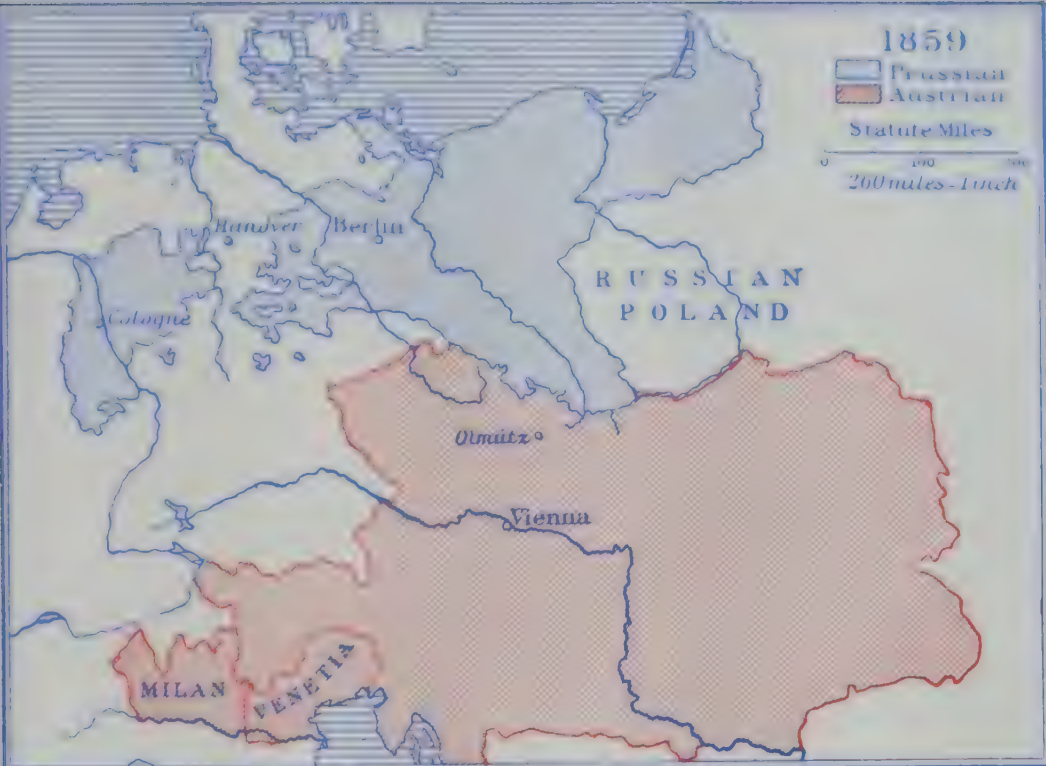 1859
Prussian
Austrian
Statute Miles
0 100
260 miles - 1 inch
Hanover Berlin
RUSSIAN
POLAND
Cologne
Olmütz
Vienna
MILAN
VENETIA